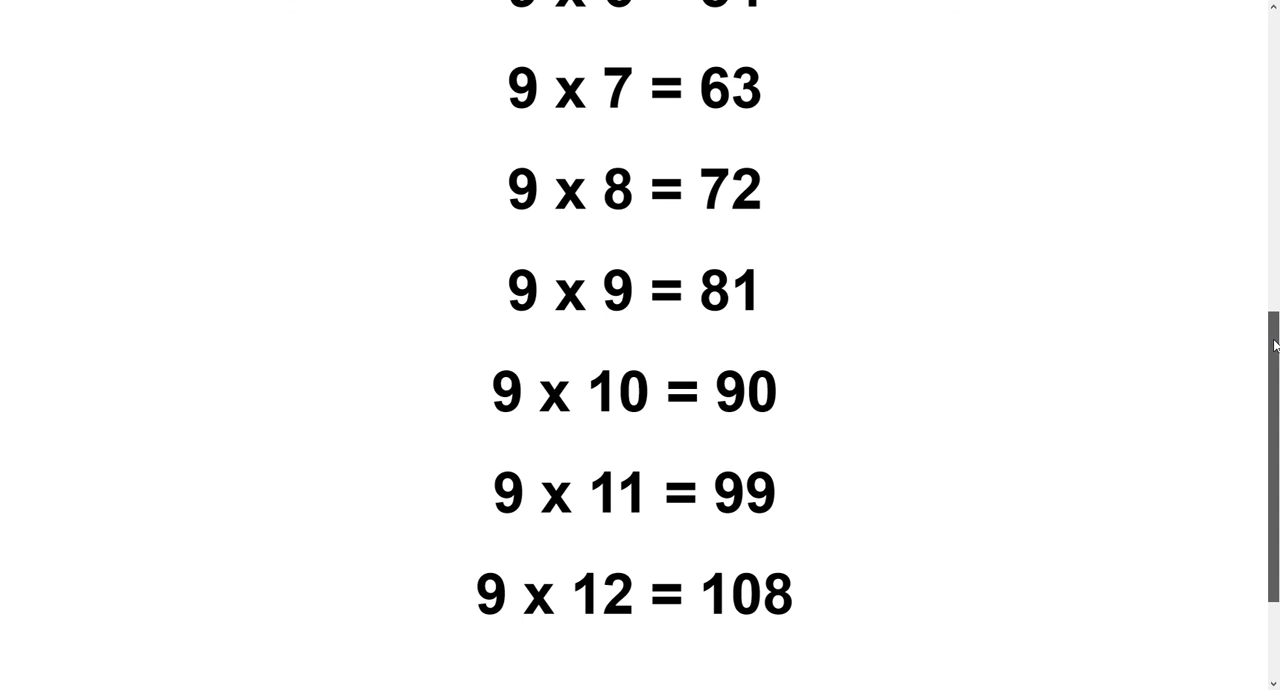 9 x 7 = 63
9 x 8 = 72
9 x 9 = 81
9 x 10 = 90
9 x 11 = 99
9 x 12 = 108